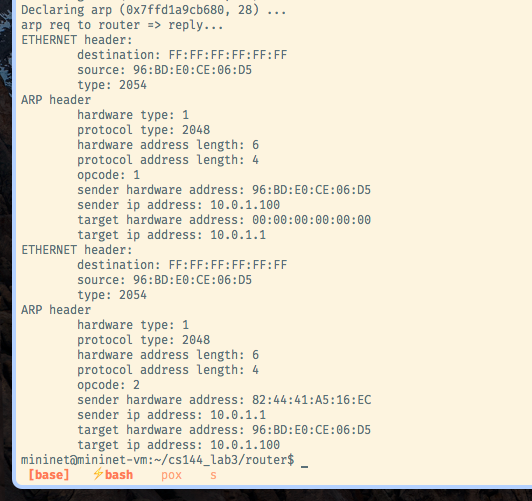 Declaring arp (0x7ffd1a9cb680, 28) ...
arp req to router => reply...
ETHERNET header:
destination: FF:FF:FF:FF:FF:FF
source: 96:BD:E0:CE:06:D5
type: 2054
ARP header
hardware type: 1
protocol type: 2048
hardware address length: 6
protocol address length: 4
opcode: 1
sender hardware address: 96:BD:E0:CE:06:D5
sender ip address: 10.0.1.100
target hardware address: 00:00:00:00:00:00
target ip address: 10.0.1.1
ETHERNET header:
destination: FF:FF:FF:FF:FF:FF
source: 96:BD:E0:CE:06:D5
type: 2054
ARP header
hardware type: 1
protocol type: 2048
hardware address length: 6
protocol address length: 4
opcode: 2
sender hardware address: 82:44:41:A5:16:EC
sender ip address: 10.0.1.1
target hardware address: 96:BD:E0:CE:06:D5
target ip address: 10.0.1.100
mininet@mininet-vm:~/cs144_lab3/router$ _
[base] ⚡bash pox s